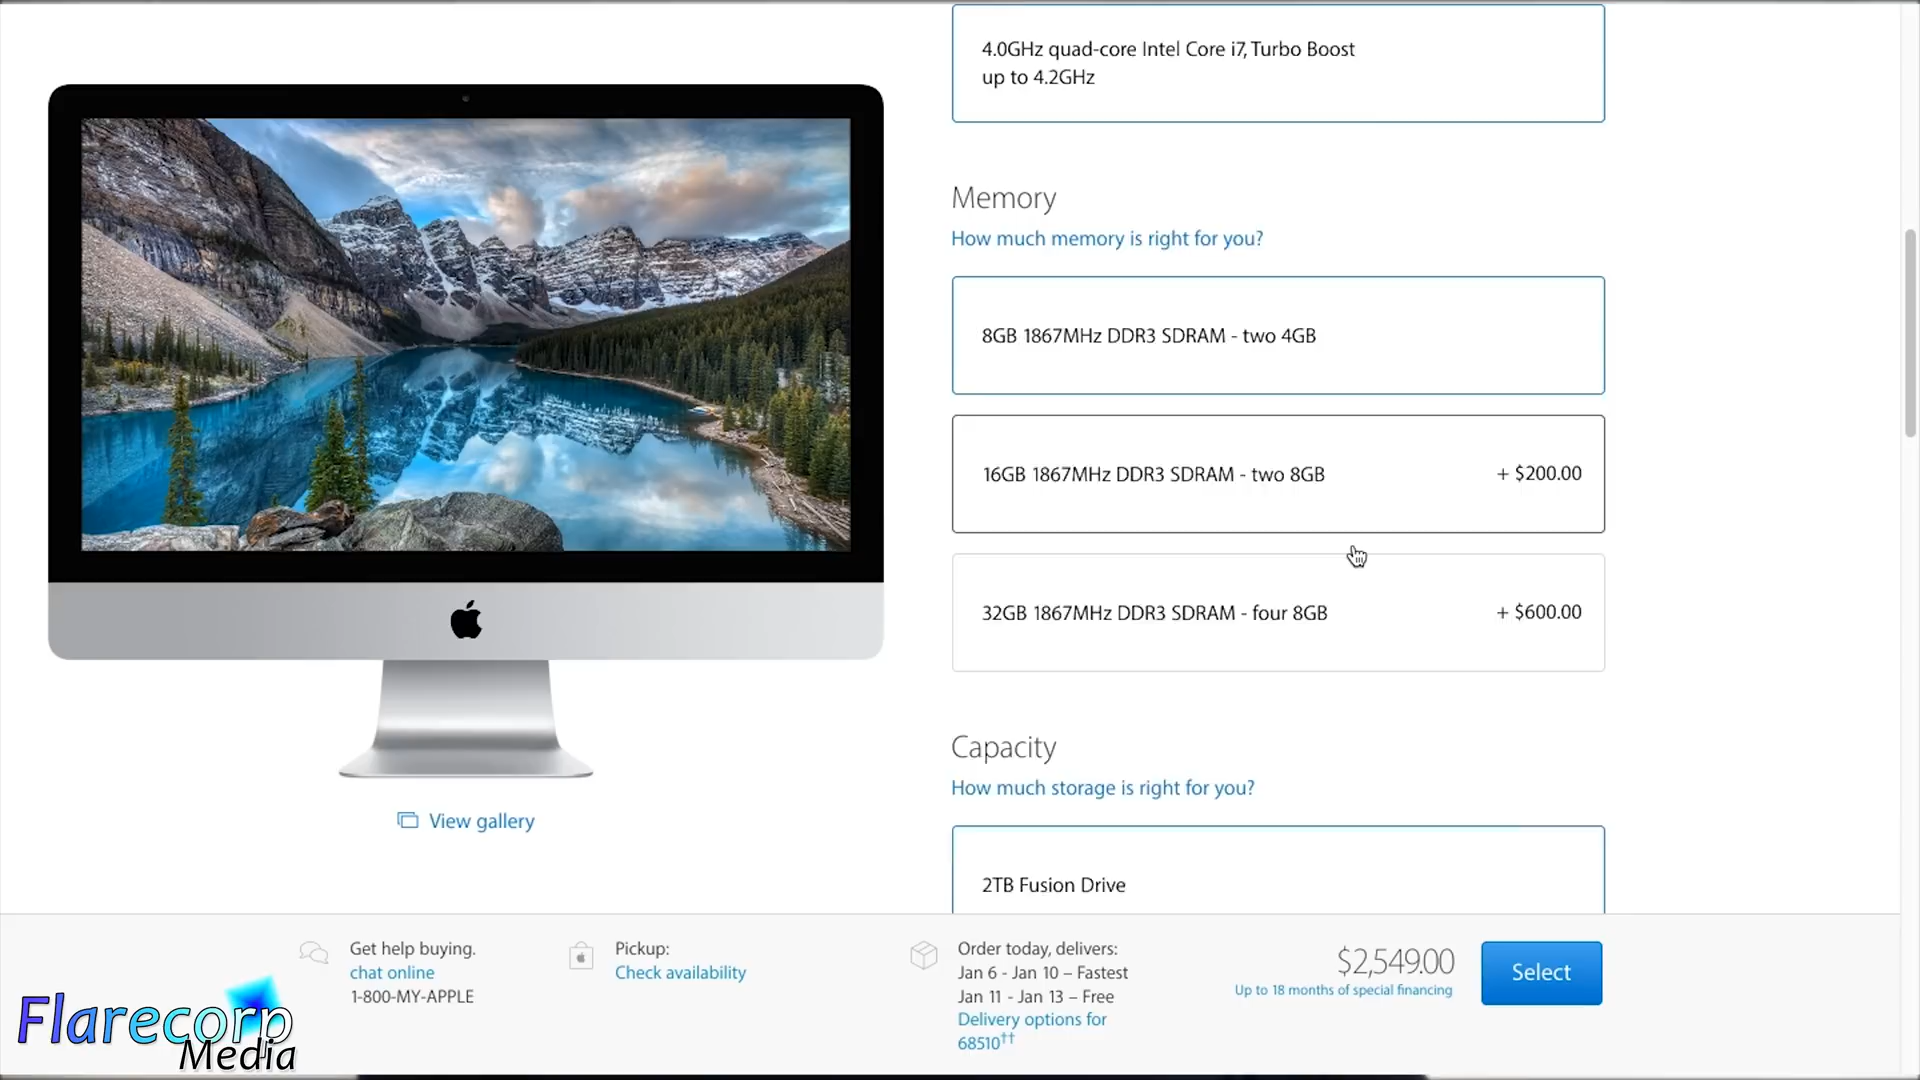 4.0GHz quad-core Intel Core i7, Turbo Boost
up to 4.2GHz
Memory
How much memory is right for you?
8GB 1867MHz DDR3 SDRAM - two 4GB
16GB 1867MHz DDR3 SDRAM - two 8GB + $200.00
32GB 1867MHz DDR3 SDRAM - four 8GB + $600.00
Capacity
How much storage is right for you?
2TB Fusion Drive
View gallery
Get help buying.
chat online
1-800-MY-APPLE
Pickup:
Check availability
Order today, delivers:
Jan 6 - Jan 10 – Fastest
Jan 11 - Jan 13 – Free
Delivery options for
68510††
$2,549.00
Up to 18 months of special financing
Select
Flarecorp
Media